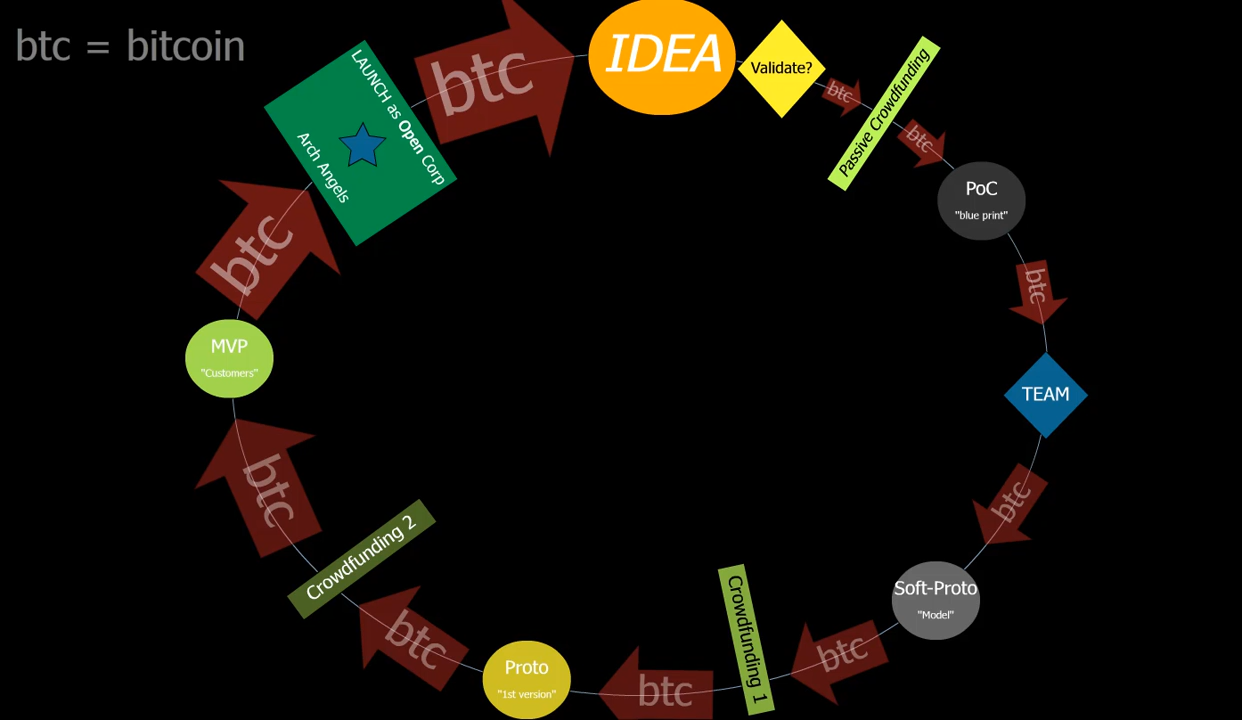 btc = bitcoin
IDEA
Validate?
btc
Passive Crowdfunding
btc
PoC
"blue print"
btc
TEAM
btc
Soft-Proto
"Model"
btc
Crowdfunding 1
btc
Proto
"1st version"
btc
Crowdfunding 2
btc
MVP
"Customers"
btc
LAUNCH as Open Corp
Arch Angels
btc